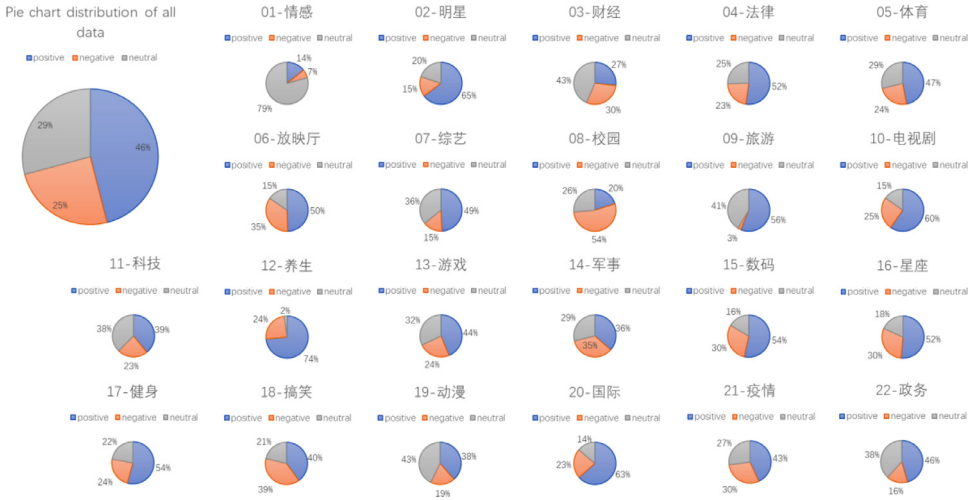 Pie chart distribution of all
data
positive negative neutral
46%
25%
29%
01-情感
positive negative neutral
14%
7%
79%
02-明星
positive negative neutral
20%
15%
65%
03-财经
positive negative neutral
27%
43%
30%
04-法律
positive negative neutral
25%
52%
23%
05-体育
positive negative neutral
29%
47%
24%
06-放映厅
positive negative neutral
15%
50%
35%
07-综艺
positive negative neutral
36%
49%
15%
08-校园
positive negative neutral
26%
20%
54%
09-旅游
positive negative neutral
41%
56%
3%
10-电视剧
positive negative neutral
15%
25%
60%
11-科技
positive negative neutral
38%
39%
23%
12-养生
positive negative neutral
2%
24%
74%
13-游戏
positive negative neutral
32%
44%
24%
14-军事
positive negative neutral
29%
36%
35%
15-数码
positive negative neutral
16%
54%
30%
16-星座
positive negative neutral
18%
52%
30%
17-健身
positive negative neutral
22%
54%
24%
18-搞笑
positive negative neutral
21%
40%
39%
19-动漫
positive negative neutral
43%
38%
19%
20-国际
positive negative neutral
14%
23%
63%
21-疫情
positive negative neutral
27%
43%
30%
22-政务
positive negative neutral
38%
46%
16%